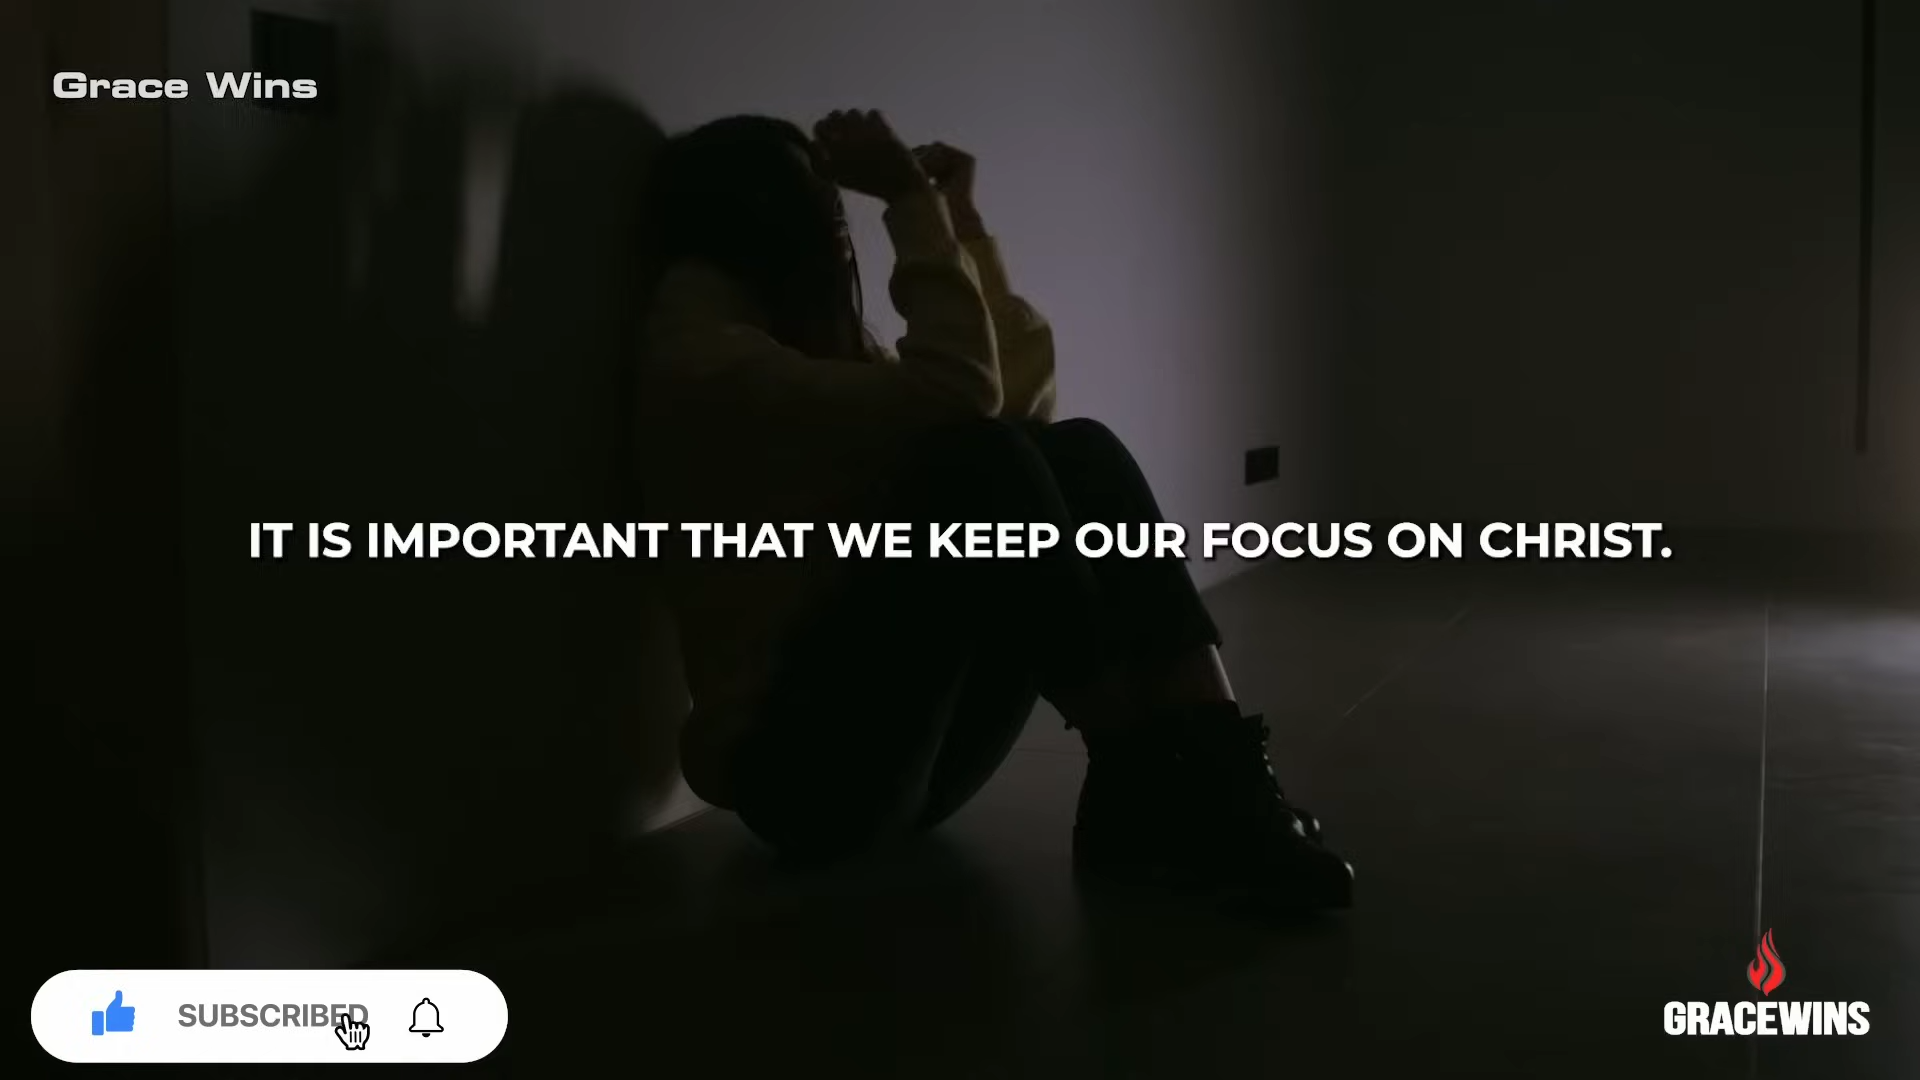 Grace Wins
IT IS IMPORTANT THAT WE KEEP OUR FOCUS ON CHRIST.
SUBSCRIBED
GRACEWINS